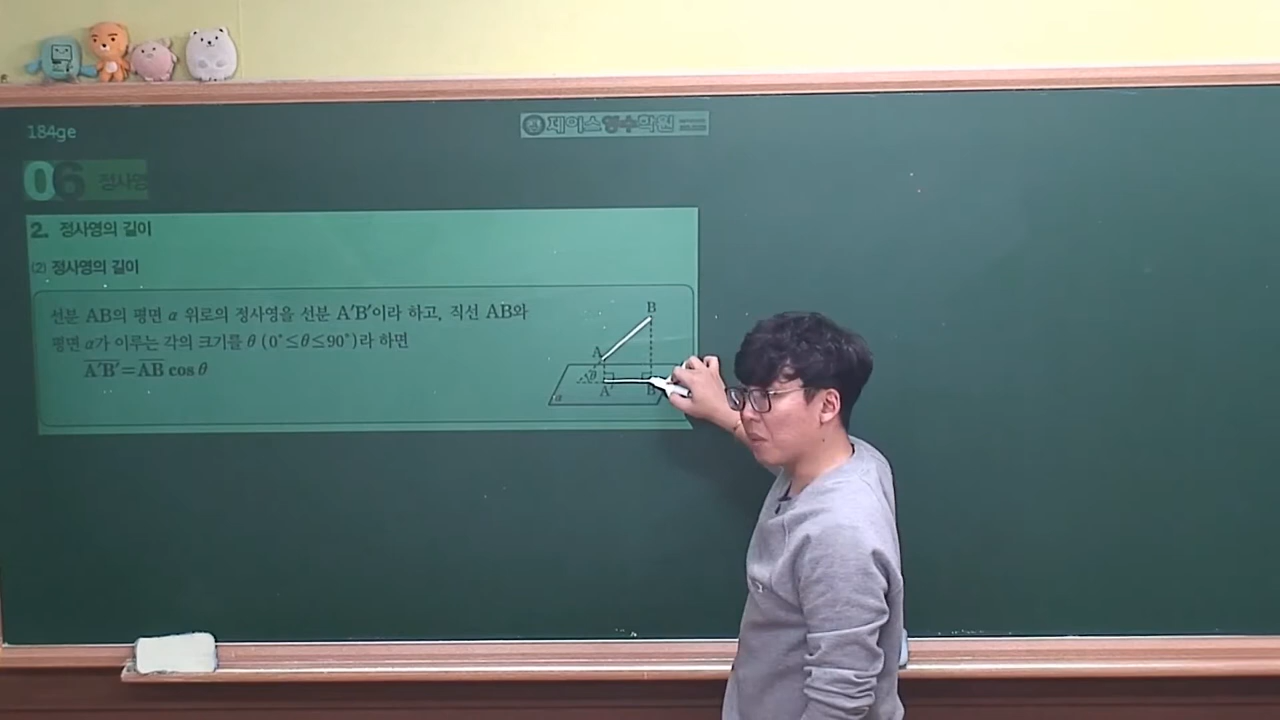 184ge
제이스영수학원
06 정사영
2. 정사영의 길이
(2) 정사영의 길이
선분 AB의 평면 α 위로의 정사영을 선분 A′B′이라 하고, 직선 AB와
평면 α가 이루는 각의 크기를 θ (0°≤θ≤90°)라 하면
A′B′=AB cos θ
B
A
θ
A′
B
α